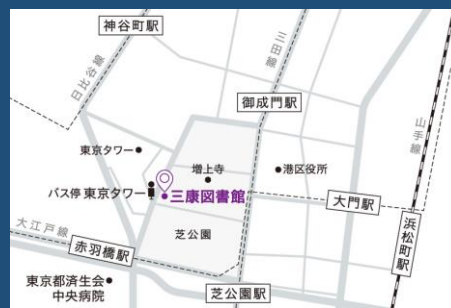 神谷町駅
日比谷線
三田線
御成門駅
山手線
東京タワー
増上寺
港区役所
バス停 東京タワー
三康図書館
大門駅
大江戸線
赤羽橋駅
芝公園
浜松町駅
東京都済生会
中央病院
芝公園駅